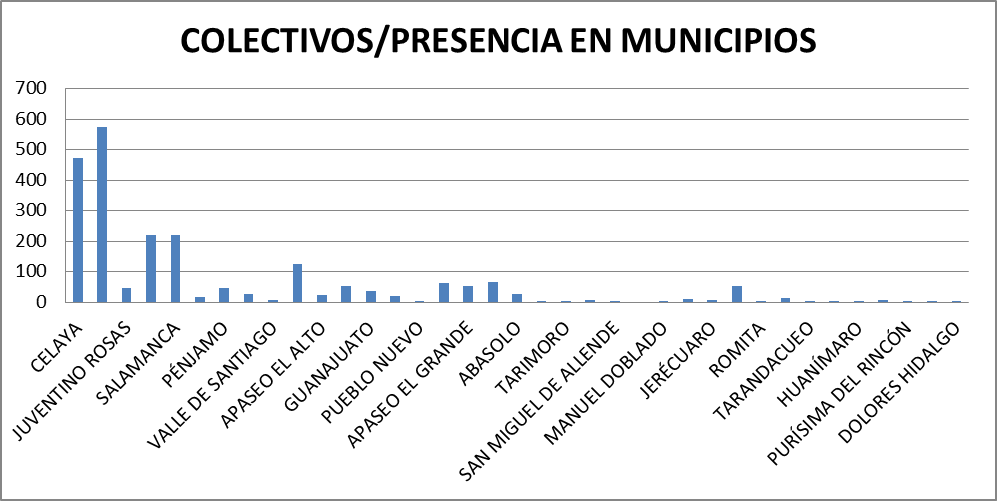 COLECTIVOS/PRESENCIA EN MUNICIPIOS
700
600
500
400
300
200
100
0
CELAYA
JUVENTINO ROSAS
SALAMANCA
PÉNJAMO
VALLE DE SANTIAGO
APASEO EL ALTO
GUANAJUATO
PUEBLO NUEVO
APASEO EL GRANDE
ABASOLO
TARIMORO
SAN MIGUEL DE ALLENDE
MANUEL DOBLADO
JERÉCUARO
ROMITA
TARANDACUEO
HUANÍMARO
PURÍSIMA DEL RINCÓN
DOLORES HIDALGO